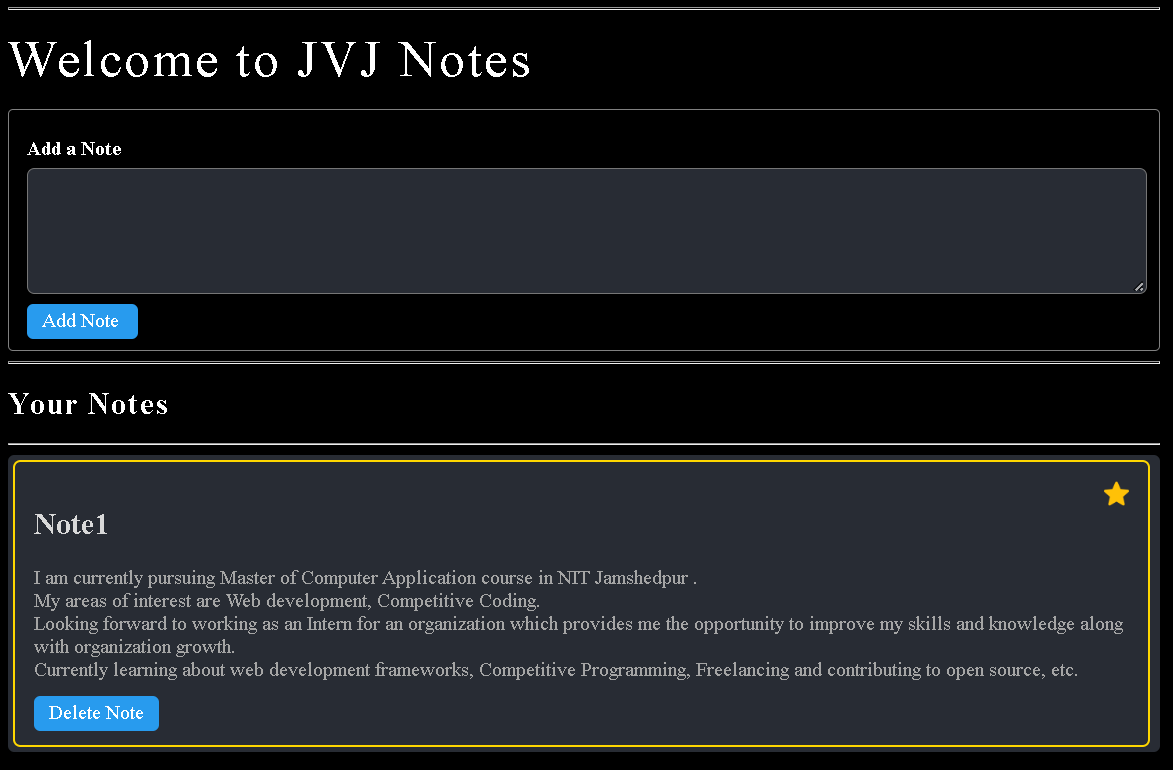 Welcome to JVJ Notes
Add a Note
Add Note
Your Notes
Note1
I am currently pursuing Master of Computer Application course in NIT Jamshedpur .
My areas of interest are Web development, Competitive Coding.
Looking forward to working as an Intern for an organization which provides me the opportunity to improve my skills and knowledge along
with organization growth.
Currently learning about web development frameworks, Competitive Programming, Freelancing and contributing to open source, etc.
Delete Note